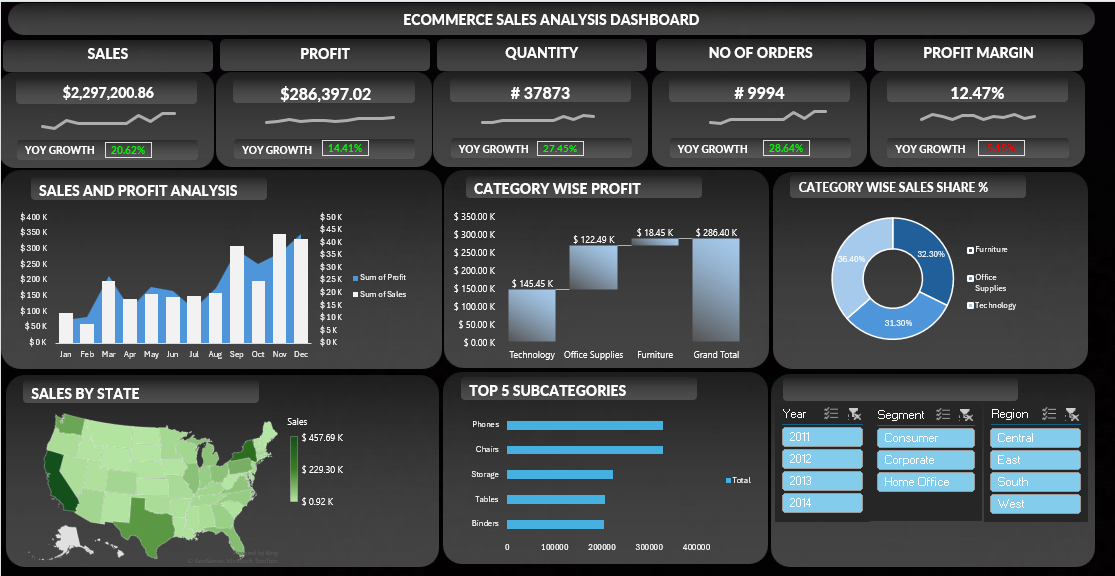 ECOMMERCE SALES ANALYSIS DASHBOARD
SALES
PROFIT
QUANTITY
NO OF ORDERS
PROFIT MARGIN
$2,297,200.86
$286,397.02
# 37873
# 9994
12.47%
YOY GROWTH 20.62%
YOY GROWTH 14.41%
YOY GROWTH 27.45%
YOY GROWTH 28.64%
YOY GROWTH
SALES AND PROFIT ANALYSIS
$ 400 K
$ 350 K
$ 300 K
$ 250 K
$ 200 K
$ 150 K
$ 100 K
$ 50 K
$ 0 K
$ 50 K
$ 45 K
$ 40 K
$ 35 K
$ 30 K
$ 25 K
$ 20 K
$ 15 K
$ 10 K
$ 5 K
$ 0 K
Jan Feb Mar Apr May Jun Jul Aug Sep Oct Nov Dec
Sum of Profit
Sum of Sales
CATEGORY WISE PROFIT
$ 350.00 K
$ 300.00 K
$ 250.00 K
$ 200.00 K
$ 150.00 K
$ 100.00 K
$ 50.00 K
$ 0.00 K
$ 145.45 K
$ 122.49 K
$ 18.45 K
$ 286.40 K
Technology Office Supplies Furniture Grand Total
CATEGORY WISE SALES SHARE %
36.40%
32.30%
31.30%
Furniture
Office
Supplies
Technology
SALES BY STATE
Sales
$ 457.69 K
$ 229.30 K
$ 0.92 K
TOP 5 SUBCATEGORIES
Phones
Chairs
Storage
Tables
Binders
0 100000 200000 300000 400000
Total
Year
2011
2012
2013
2014
Segment
Consumer
Corporate
Home Office
Region
Central
East
South
West